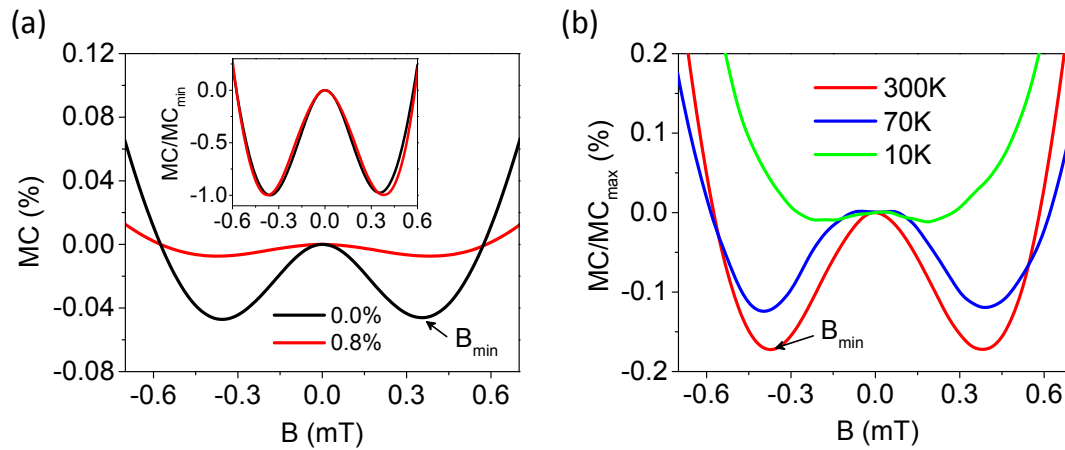 (a)
0.12
0.08
0.04
0.00
-0.04
-0.08
MC (%)
-0.6 -0.3 0.0 0.3 0.6
B (mT)
0.0%
0.8%
B_min
0.0
-0.5
-1.0
MC/MC_min
-0.6 -0.3 0.0 0.3 0.6
(b)
0.2
0.1
0.0
-0.1
-0.2
MC/MC_max (%)
-0.6 -0.3 0.0 0.3 0.6
B (mT)
300K
70K
10K
B_min